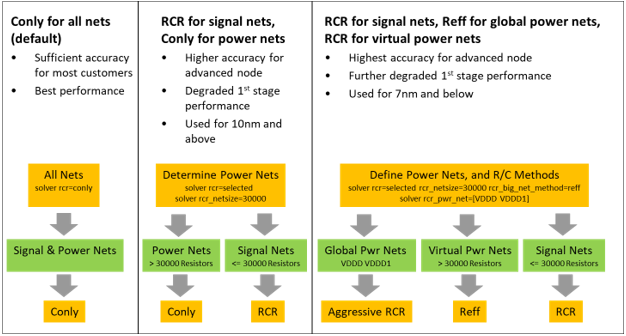 Conly for all nets
(default)
• Sufficient accuracy
for most customers
• Best performance
All Nets
solver rcr=conly
Signal & Power Nets
Conly
RCR for signal nets,
Conly for power nets
• Higher accuracy for
advanced node
• Degraded 1st stage
performance
• Used for 10nm and
above
Determine Power Nets
solver rcr=selected
solver rcr_netsize=30000
Power Nets
> 30000 Resistors
Signal Nets
<= 30000 Resistors
Conly
RCR
RCR for signal nets, Reff for global power nets,
RCR for virtual power nets
• Highest accuracy for advanced node
• Further degraded 1st stage performance
• Used for 7nm and below
Define Power Nets, and R/C Methods
solver rcr=selected rcr_netsize=30000 rcr_big_net_method=reff
solver rcr_pwr_net=[VDDD VDDD1]
Global Pwr Nets
VDDD VDDD1
Virtual Pwr Nets
> 30000 Resistors
Signal Nets
<= 30000 Resistors
Aggressive RCR
Reff
RCR